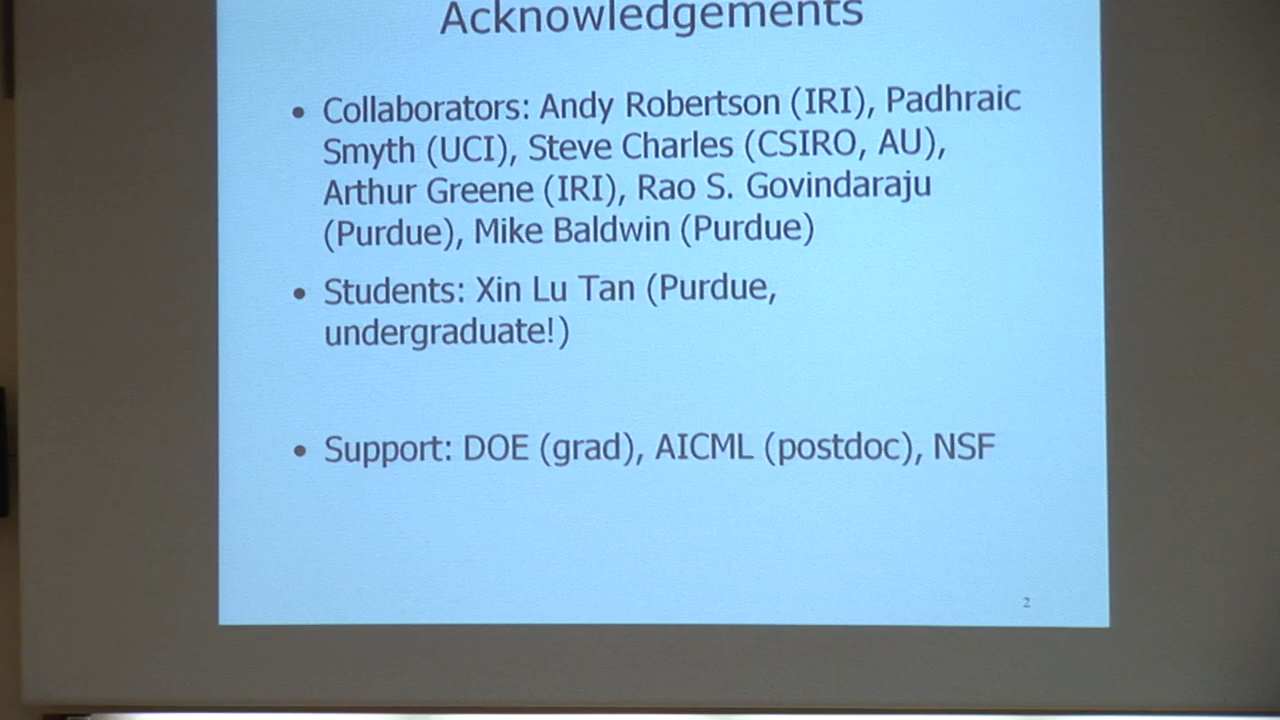 Acknowledgements
• Collaborators: Andy Robertson (IRI), Padhraic
Smyth (UCI), Steve Charles (CSIRO, AU),
Arthur Greene (IRI), Rao S. Govindaraju
(Purdue), Mike Baldwin (Purdue)
• Students: Xin Lu Tan (Purdue,
undergraduate!)
• Support: DOE (grad), AICML (postdoc), NSF
2